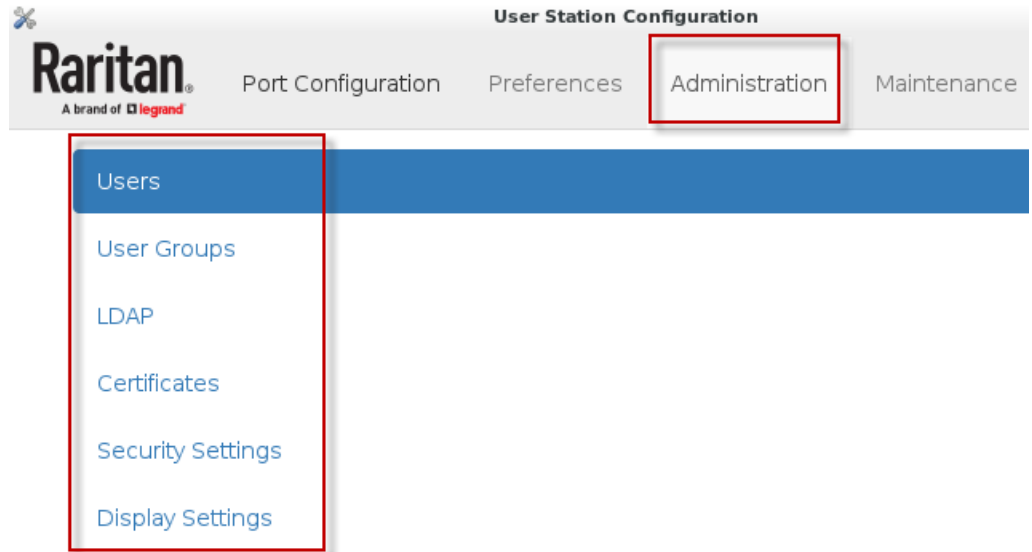 User Station Configuration
Raritan®
A brand of legrand
Port Configuration Preferences Administration Maintenance
Users
User Groups
LDAP
Certificates
Security Settings
Display Settings